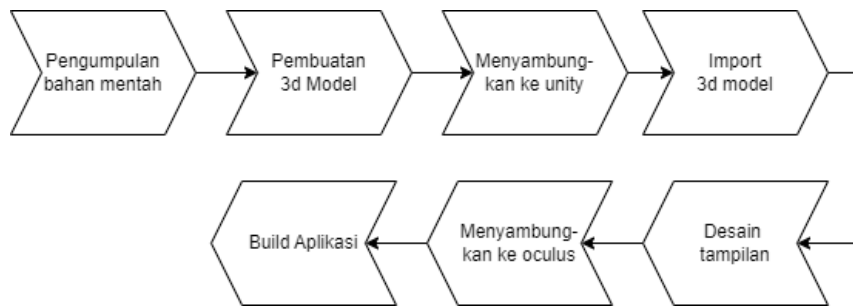 Pengumpulan
bahan mentah
Pembuatan
3d Model
Menyambung-
kan ke unity
Import
3d model
Desain
tampilan
Menyambung-
kan ke oculus
Build Aplikasi